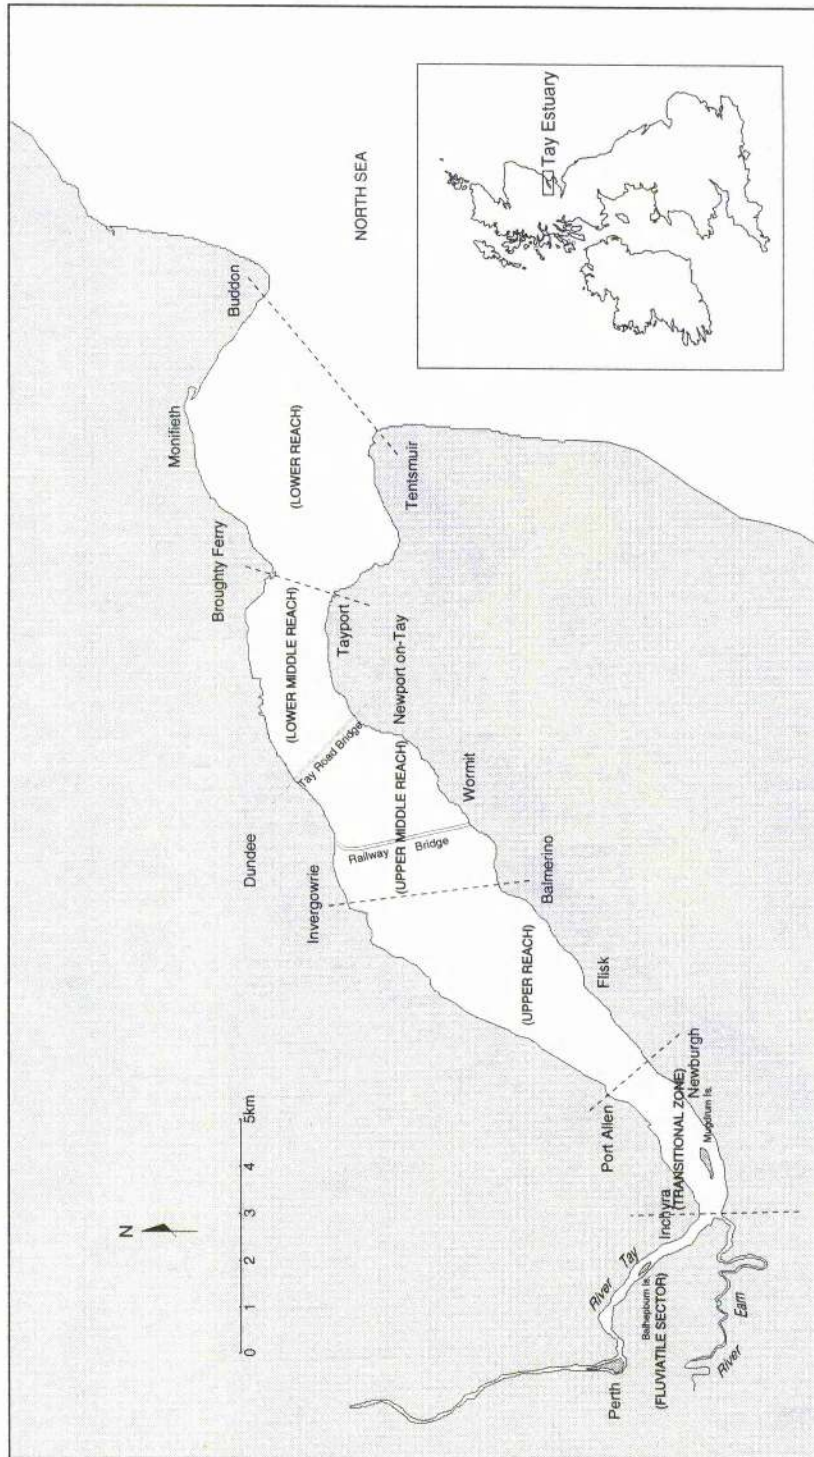 N
0 1 2 3 4 5km
NORTH SEA
Buddon
Monifieth
(LOWER REACH)
Tentsmuir
Broughty Ferry
(LOWER MIDDLE REACH)
Tayport
Newport on-Tay
Tay Road Bridge
Dundee
(UPPER MIDDLE REACH)
Wormit
Railway Bridge
Invergowrie
Balmerino
(UPPER REACH)
Flisk
Port Allen
Newburgh
(TRANSITIONAL ZONE)
Mugdrum Is.
Inchyra
River Tay
Balhepburn Is.
(FLUVIATILE SECTOR)
Perth
River Earn
Tay Estuary